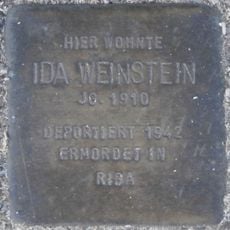 HIER WOHNTE
IDA WEINSTEIN
JG. 1910
DEPORTIERT 1942
ERMORDET IN
RIGA